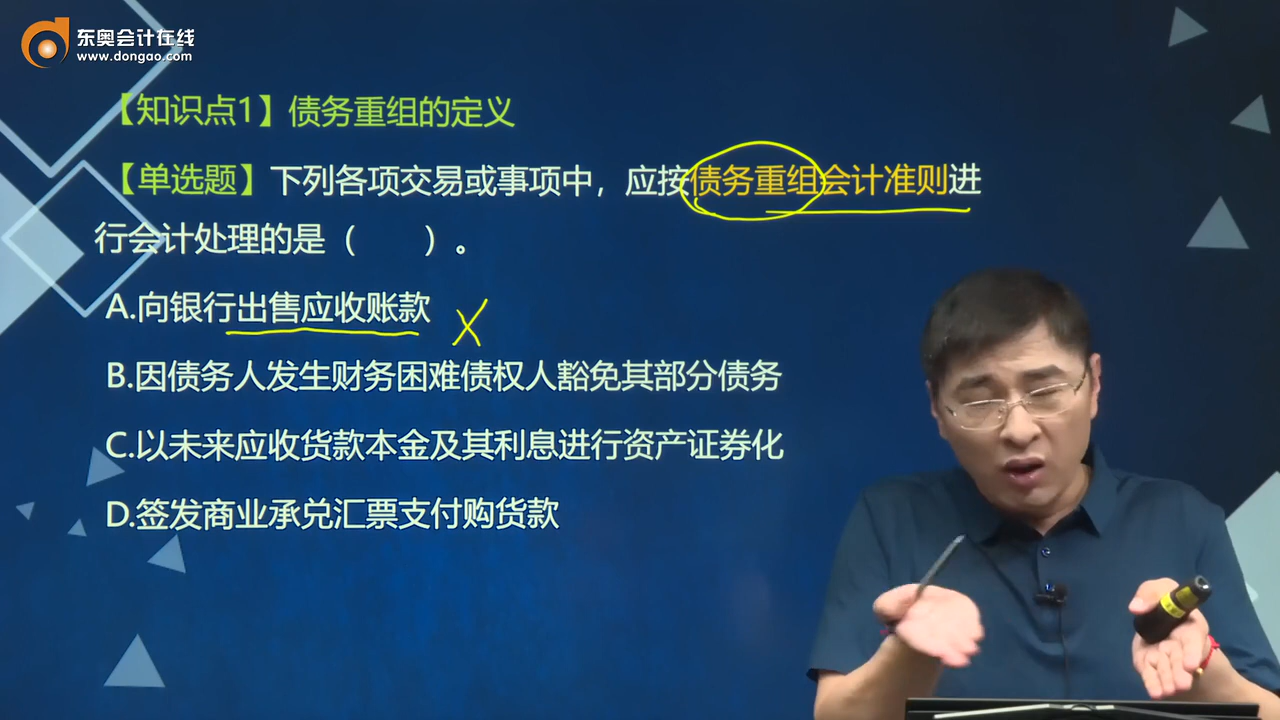 东奥会计在线
www.dongao.com
【知识点1】债务重组的定义
【单选题】下列各项交易或事项中，应按债务重组会计准则进
行会计处理的是（　　）。
A.向银行出售应收账款
B.因债务人发生财务困难债权人豁免其部分债务
C.以未来应收货款本金及其利息进行资产证券化
D.签发商业承兑汇票支付购货款